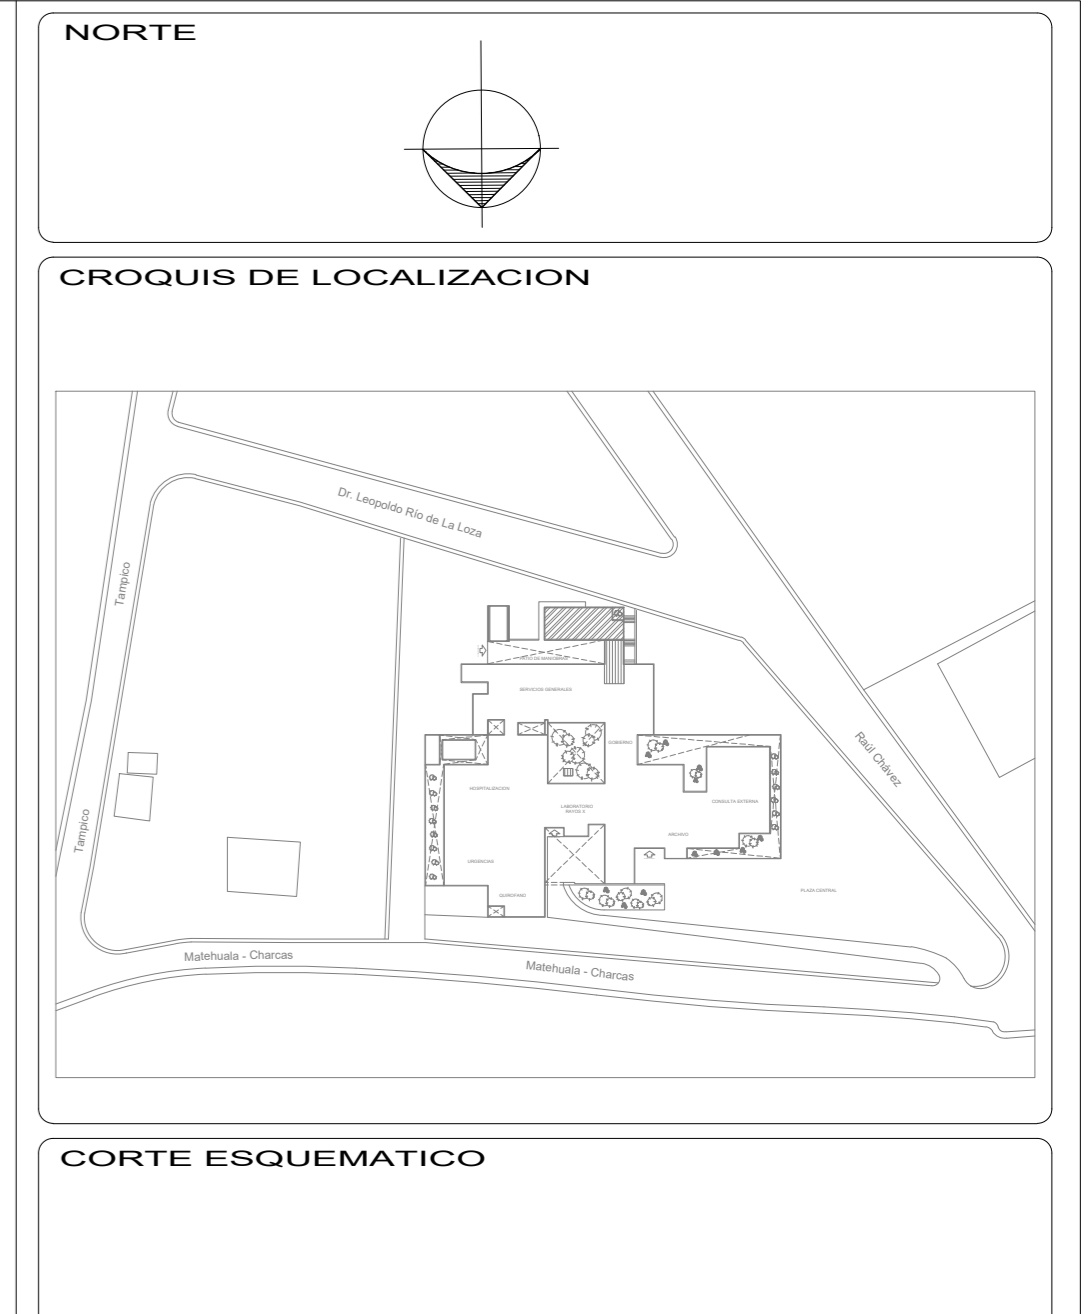 NORTE
CROQUIS DE LOCALIZACION
Dr. Leopoldo Río de La Loza
Tampico
PATIO DE MANIOBRAS
SERVICIOS GENERALES
GOBIERNO
Raúl Chávez
HOSPITALIZACION
LABORATORIO
RAYOS X
CONSULTA EXTERNA
Tampico
ARCHIVO
URGENCIAS
QUIROFANO
PLAZA CENTRAL
Matehuala - Charcas
Matehuala - Charcas
CORTE ESQUEMATICO